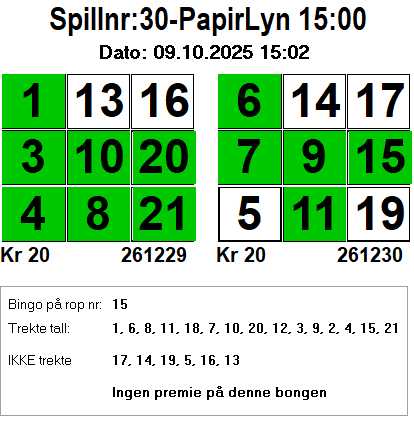 Spillnr:30-PapirLyn 15:00
Dato: 09.10.2025 15:02
1 13 16 6 14 17
3 10 20 7 9 15
4 8 21 5 11 19
Kr 20 261229 Kr 20 261230
Bingo på rop nr: 15
Trekte tall: 1, 6, 8, 11, 18, 7, 10, 20, 12, 3, 9, 2, 4, 15, 21
IKKE trekte 17, 14, 19, 5, 16, 13
Ingen premie på denne bongen